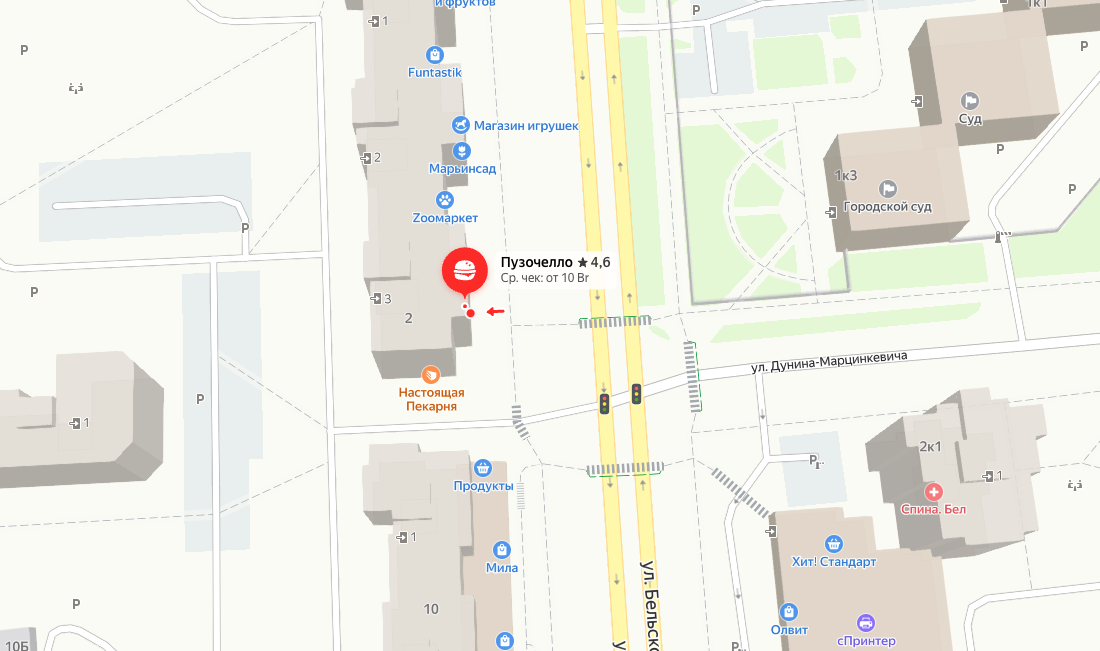 и фруктов
P
1к1
1
P
P
Funtastik
P
Суд
Магазин игрушек
P
2
Марьинсад
1к3
P
Городской суд
Zooмаркет
P
Пузочелло ★ 4,6
Ср. чек: от 10 Br
P
3
2
ул. Дунина-Марцинкевича
Настоящая
Пекарня
P
1
2к1
P
Продукты
1
Спина. Бел
1
Мила
Хит! Стандарт
ул. Бельско
P
10
Олвит
сПринтер
10Б
у
P